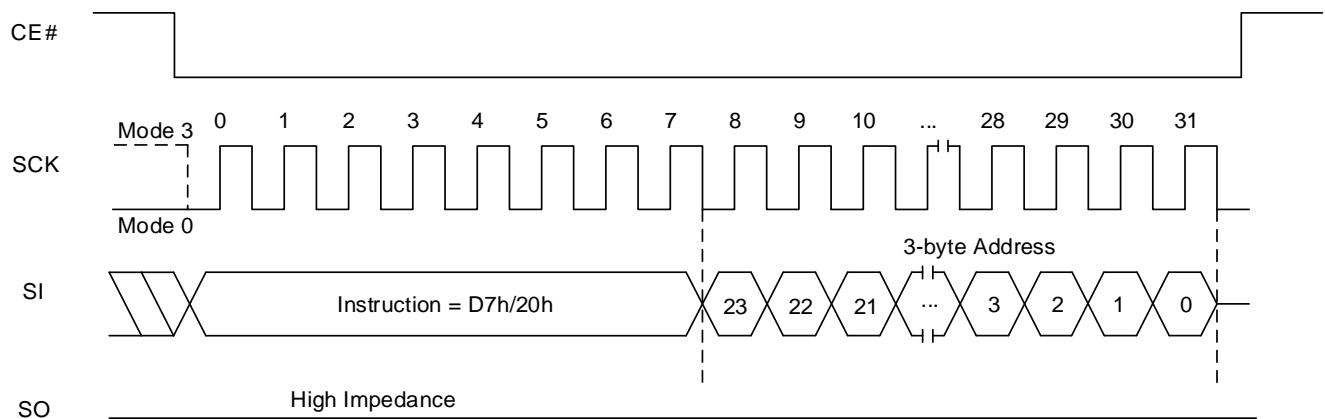 CE#
0 1 2 3 4 5 6 7 8 9 10 ... 28 29 30 31
Mode 3
SCK
Mode 0
3-byte Address
SI
Instruction = D7h/20h 23 22 21 ... 3 2 1 0
High Impedance
SO